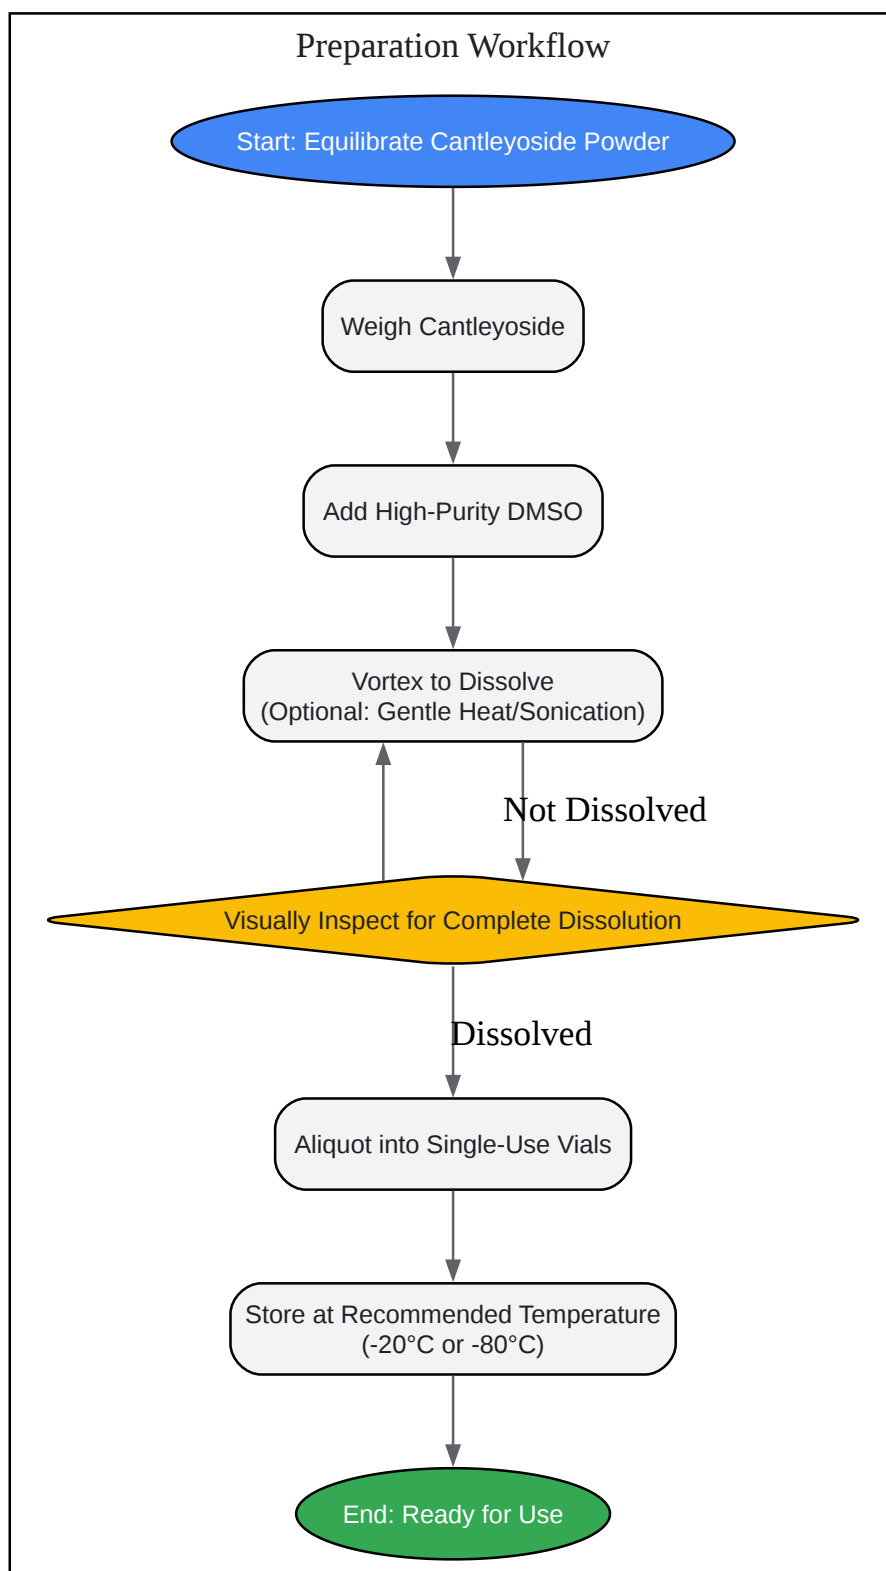 Preparation Workflow
Start: Equilibrate Cantleyoside Powder
Weigh Cantleyoside
Add High-Purity DMSO
Vortex to Dissolve
(Optional: Gentle Heat/Sonication)
Not Dissolved
Visually Inspect for Complete Dissolution
Dissolved
Aliquot into Single-Use Vials
Store at Recommended Temperature
(-20°C or -80°C)
End: Ready for Use